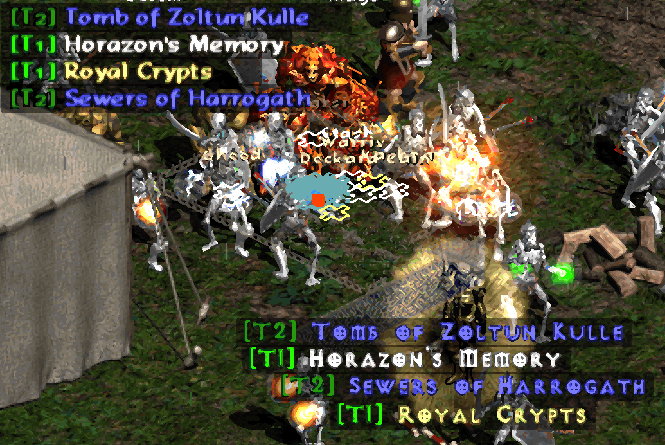 [T2] Tomb of Zoltun Kulle
[T1] Horazon's Memory
[T1] Royal Crypts
[T2] Sewers of Harrogath
[T2] Tomb of Zoltun Kulle
[T1] Horazon's Memory
[T2] Sewers of Harrogath
[T1] Royal Crypts